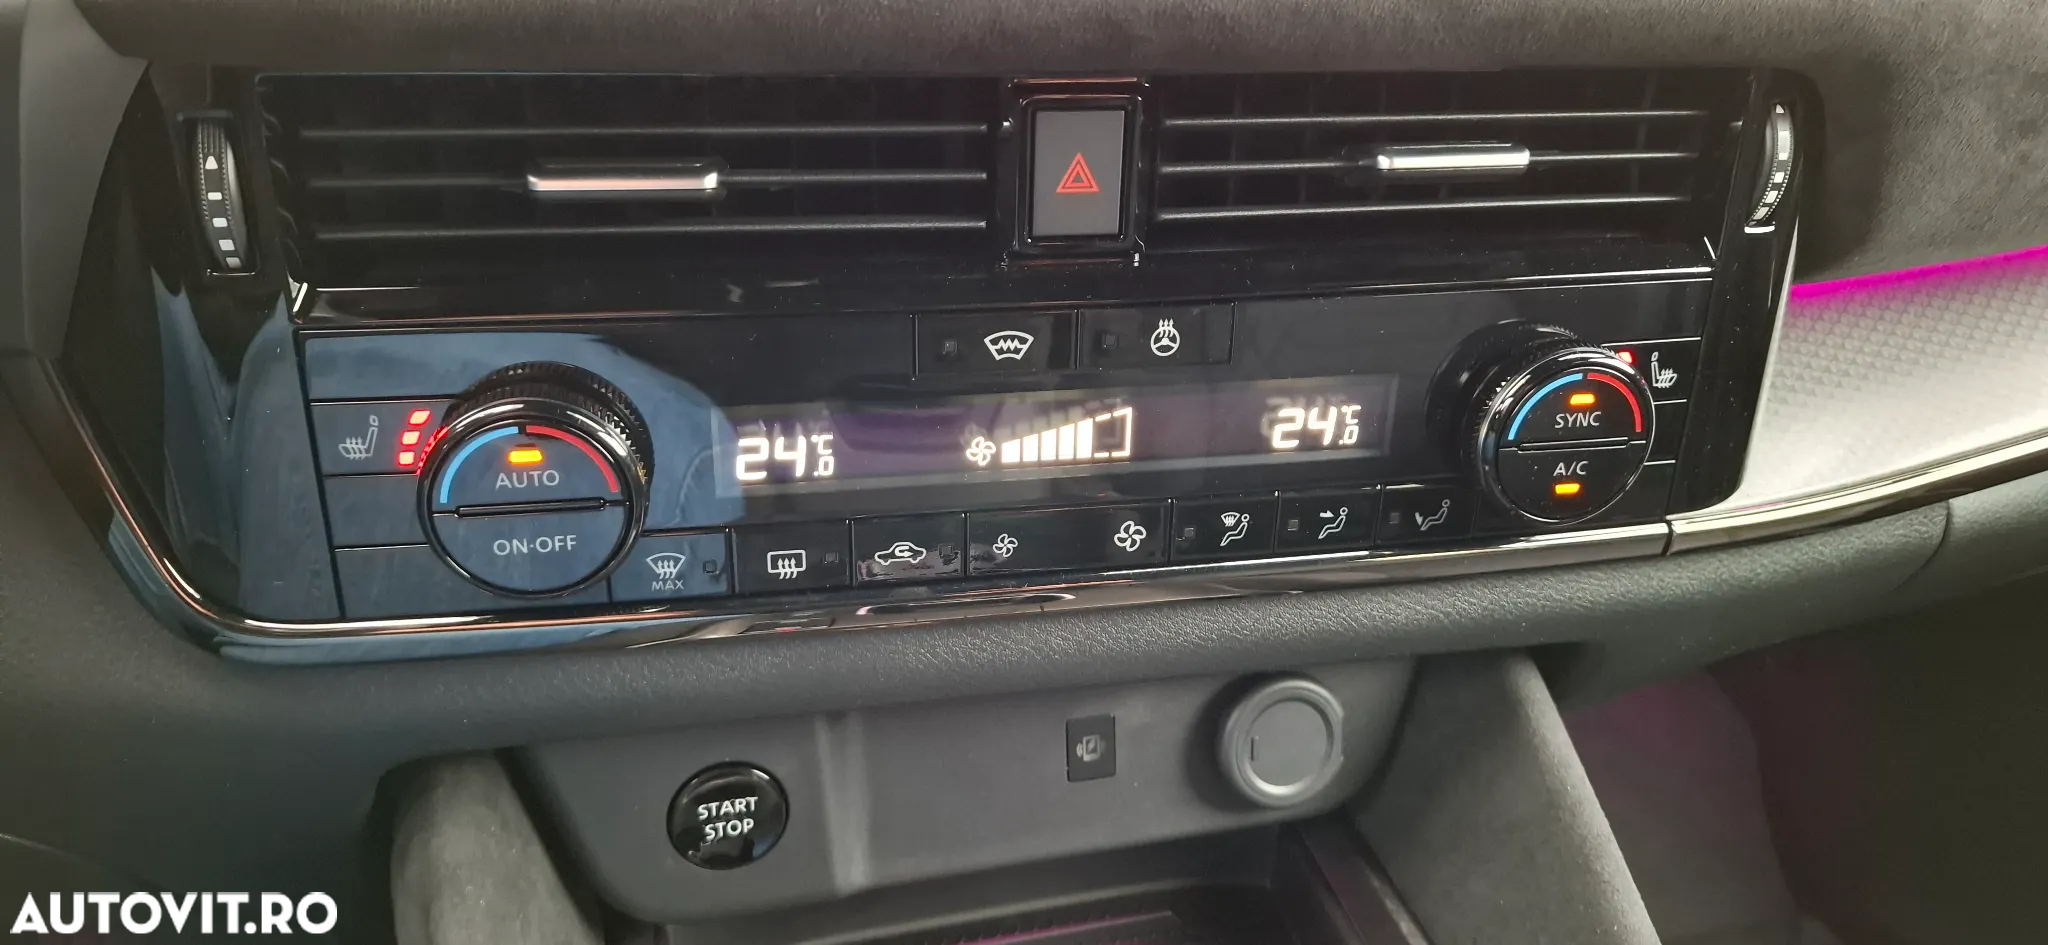 24.0°C
24.0°C
AUTO
ON·OFF
SYNC
A/C
MAX
START
STOP
AUTOVIT.RO